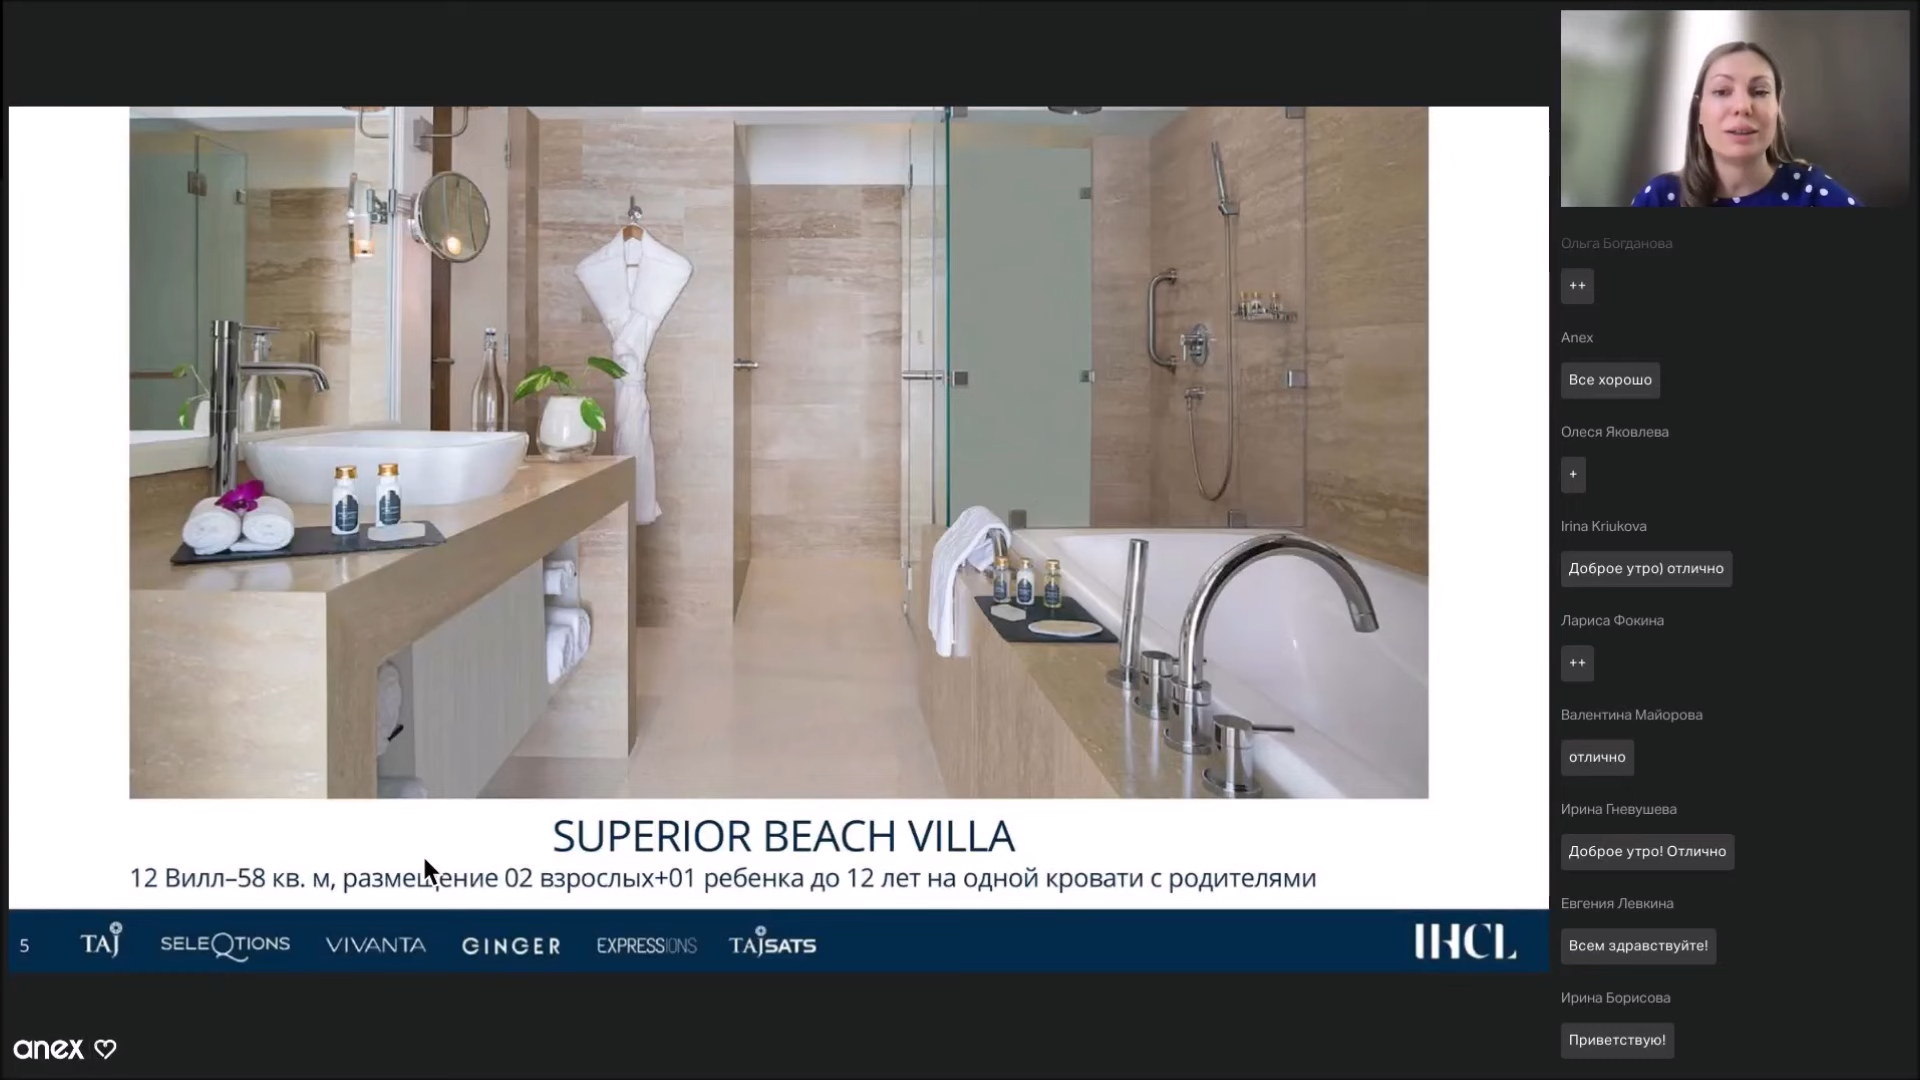 SUPERIOR BEACH VILLA
12 Вилл–58 кв. м, размещение 02 взрослых+01 ребенка до 12 лет на одной кровати с родителями
5
TAJ
SELEQTIONS
VIVANTA
GINGER
EXPRESSIONS
TAJSATS
IHCL
anex
Ольга Богданова
++
Anex
Все хорошо
Олеся Яковлева
+
Irina Kriukova
Доброе утро) отлично
Лариса Фокина
++
Валентина Майорова
отлично
Ирина Гневушева
Доброе утро! Отлично
Евгения Левкина
Всем здравствуйте!
Ирина Борисова
Приветствую!